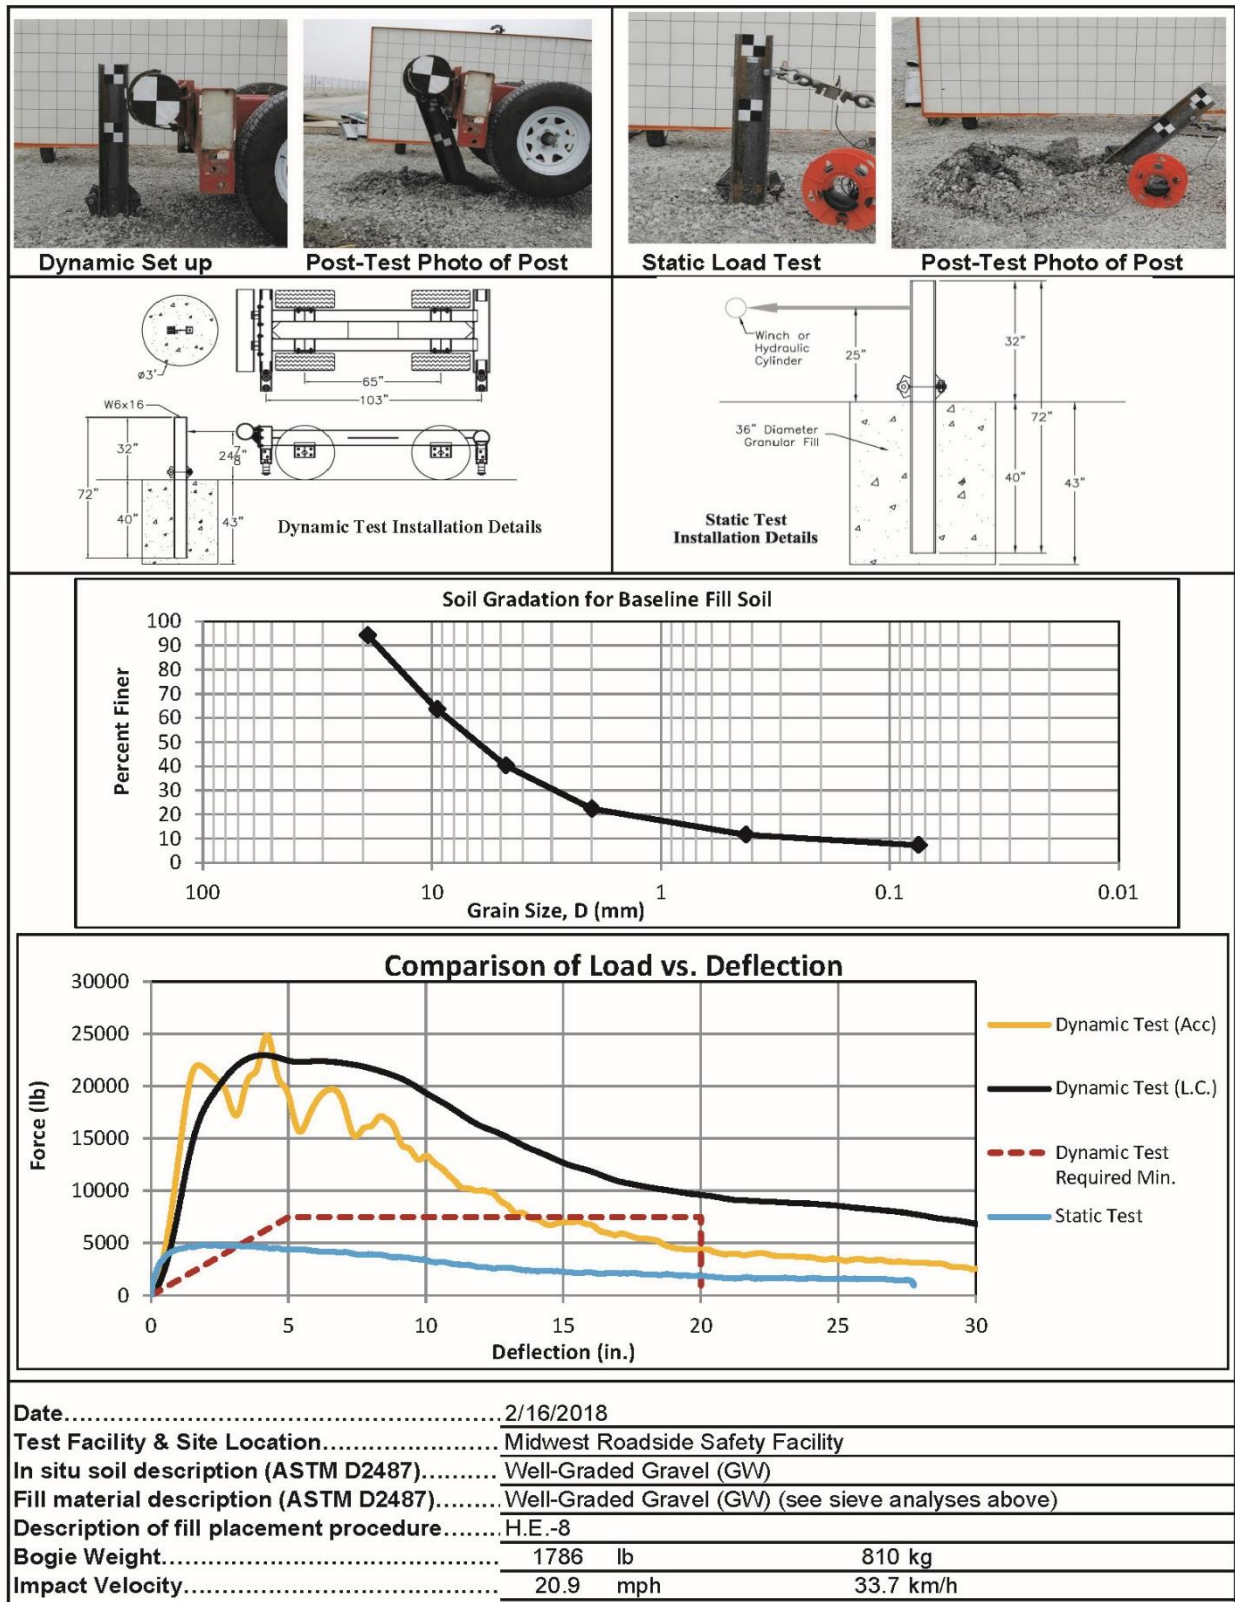 Dynamic Set up
Post-Test Photo of Post
Static Load Test
Post-Test Photo of Post
ø3'
65"
103"
W6x16
32"
24 7/8"
72"
40"
43"
Dynamic Test Installation Details
Winch or
Hydraulic
Cylinder
25"
32"
72"
36" Diameter
Granular Fill
40"
43"
Static Test
Installation Details
Soil Gradation for Baseline Fill Soil
Percent Finer
100
90
80
70
60
50
40
30
20
10
0
100
10
1
0.1
0.01
Grain Size, D (mm)
Comparison of Load vs. Deflection
Force (lb)
30000
25000
20000
15000
10000
5000
0
0
5
10
15
20
25
30
Deflection (in.)
Dynamic Test (Acc)
Dynamic Test (L.C.)
Dynamic Test
Required Min.
Static Test
Date 2/16/2018
Test Facility & Site Location Midwest Roadside Safety Facility
In situ soil description (ASTM D2487) Well-Graded Gravel (GW)
Fill material description (ASTM D2487) Well-Graded Gravel (GW) (see sieve analyses above)
Description of fill placement procedure H.E.-8
Bogie Weight 1786 lb 810 kg
Impact Velocity 20.9 mph 33.7 km/h